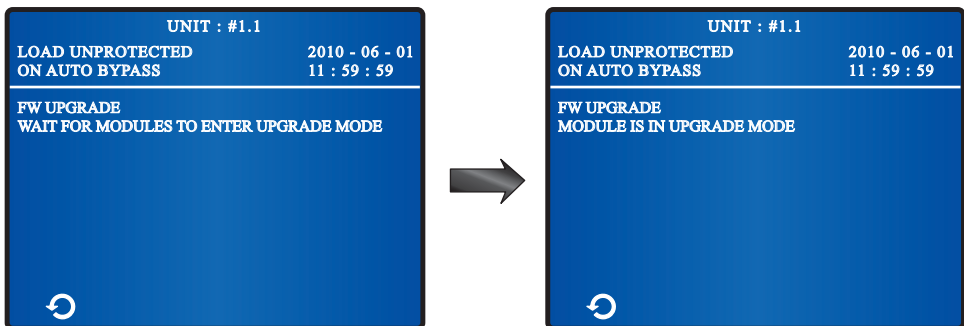 UNIT : #1.1
LOAD UNPROTECTED 2010 - 06 - 01
ON AUTO BYPASS 11 : 59 : 59
FW UPGRADE
WAIT FOR MODULES TO ENTER UPGRADE MODE
UNIT : #1.1
LOAD UNPROTECTED 2010 - 06 - 01
ON AUTO BYPASS 11 : 59 : 59
FW UPGRADE
MODULE IS IN UPGRADE MODE